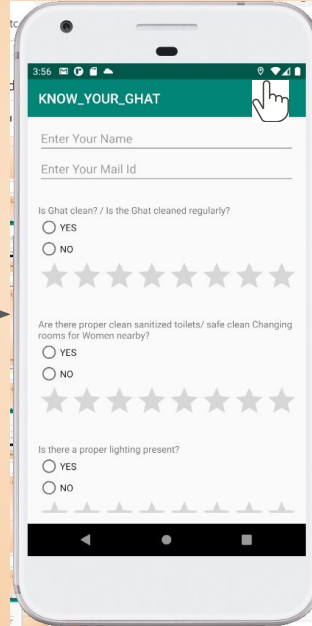 3:56
KNOW_YOUR_GHAT
Enter Your Name
Enter Your Mail Id
Is Ghat clean? / Is the Ghat cleaned regularly?
YES
NO
Are there proper clean sanitized toilets/ safe clean Changing
rooms for Women nearby?
YES
NO
Is there a proper lighting present?
YES
NO